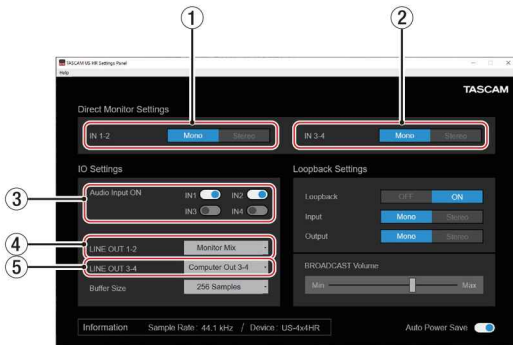 1
2
TASCAM US-HR Settings Panel
Help
TASCAM
Direct Monitor Settings
IN 1-2 Mono Stereo
IN 3-4 Mono Stereo
IO Settings
Loopback Settings
3
Audio Input ON IN1 IN2
IN3 IN4
Loopback OFF ON
Input Mono Stereo
Output Mono Stereo
4
LINE OUT 1-2 Monitor Mix
5
LINE OUT 3-4 Computer Out 3-4
Buffer Size 256 Samples
BROADCAST Volume
Min Max
Information Sample Rate : 44.1 kHz / Device : US-4x4HR
Auto Power Save